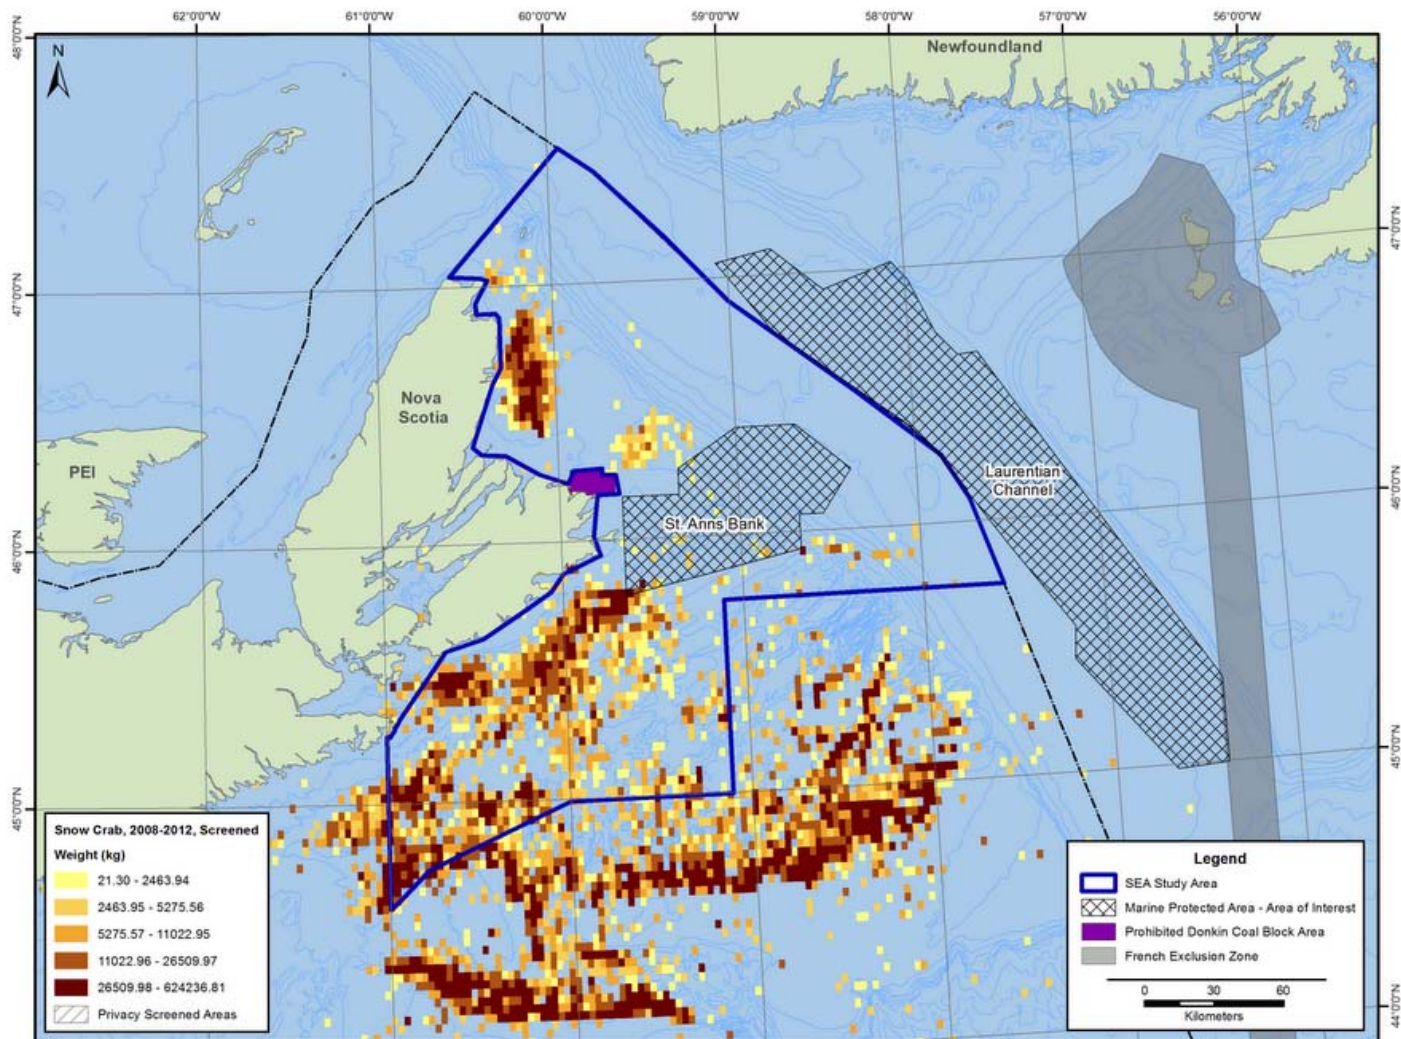 62°0'0"W 61°0'0"W 60°0'0"W 59°0'0"W 58°0'0"W 57°0'0"W 56°0'0"W
48°0'0"N
N
Newfoundland
47°0'0"N
47°0'0"N
Nova
Scotia
PEI
46°0'0"N
Laurentian
Channel
St. Anns Bank
46°0'0"N
45°0'0"N
45°0'0"N
Snow Crab, 2008-2012, Screened
Weight (kg)
21.30 - 2463.94
2463.95 - 5275.56
5275.57 - 11022.95
11022.96 - 26509.97
26509.98 - 624236.81
Privacy Screened Areas
Legend
SEA Study Area
Marine Protected Area - Area of Interest
Prohibited Donkin Coal Block Area
French Exclusion Zone
0 30 60
Kilometers
44°0'0"N